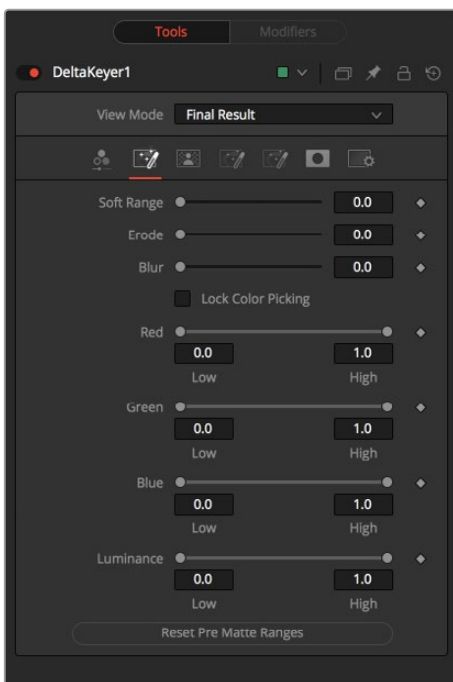 Tools Modifiers
DeltaKeyer1
View Mode Final Result
Soft Range 0.0
Erode 0.0
Blur 0.0
Lock Color Picking
Red
0.0 1.0
Low High
Green
0.0 1.0
Low High
Blue
0.0 1.0
Low High
Luminance
0.0 1.0
Low High
Reset Pre Matte Ranges